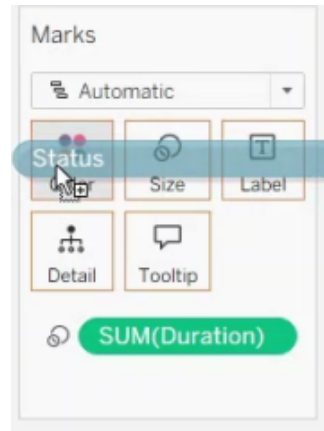 Marks
Automatic
Status
Size
Label
Detail
Tooltip
SUM(Duration)